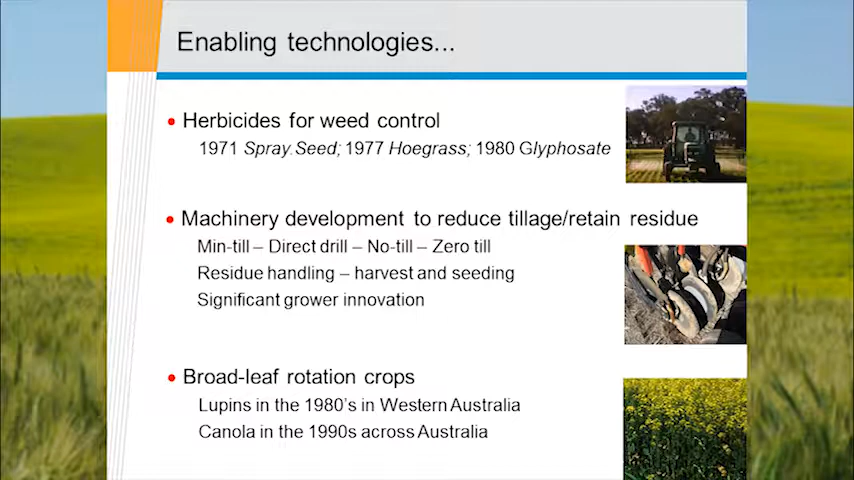 Enabling technologies...
• Herbicides for weed control
1971 Spray.Seed; 1977 Hoegrass; 1980 Glyphosate
• Machinery development to reduce tillage/retain residue
Min-till – Direct drill – No-till – Zero till
Residue handling – harvest and seeding
Significant grower innovation
• Broad-leaf rotation crops
Lupins in the 1980's in Western Australia
Canola in the 1990s across Australia